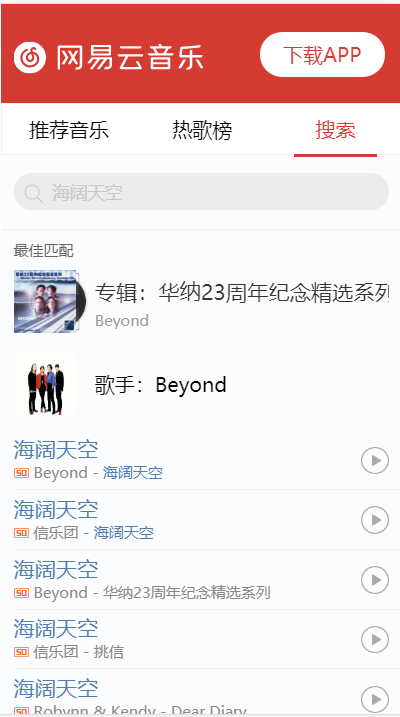 网易云音乐
下载APP
推荐音乐 热歌榜 搜索
海阔天空
最佳匹配
专辑：华纳23周年纪念精选系列
Beyond
歌手：Beyond
海阔天空
SQ Beyond - 海阔天空
海阔天空
SQ 信乐团 - 海阔天空
海阔天空
SQ Beyond - 华纳23周年纪念精选系列
海阔天空
SQ 信乐团 - 挑信
海阔天空
SQ Robynn & Kendy - Dear Diary